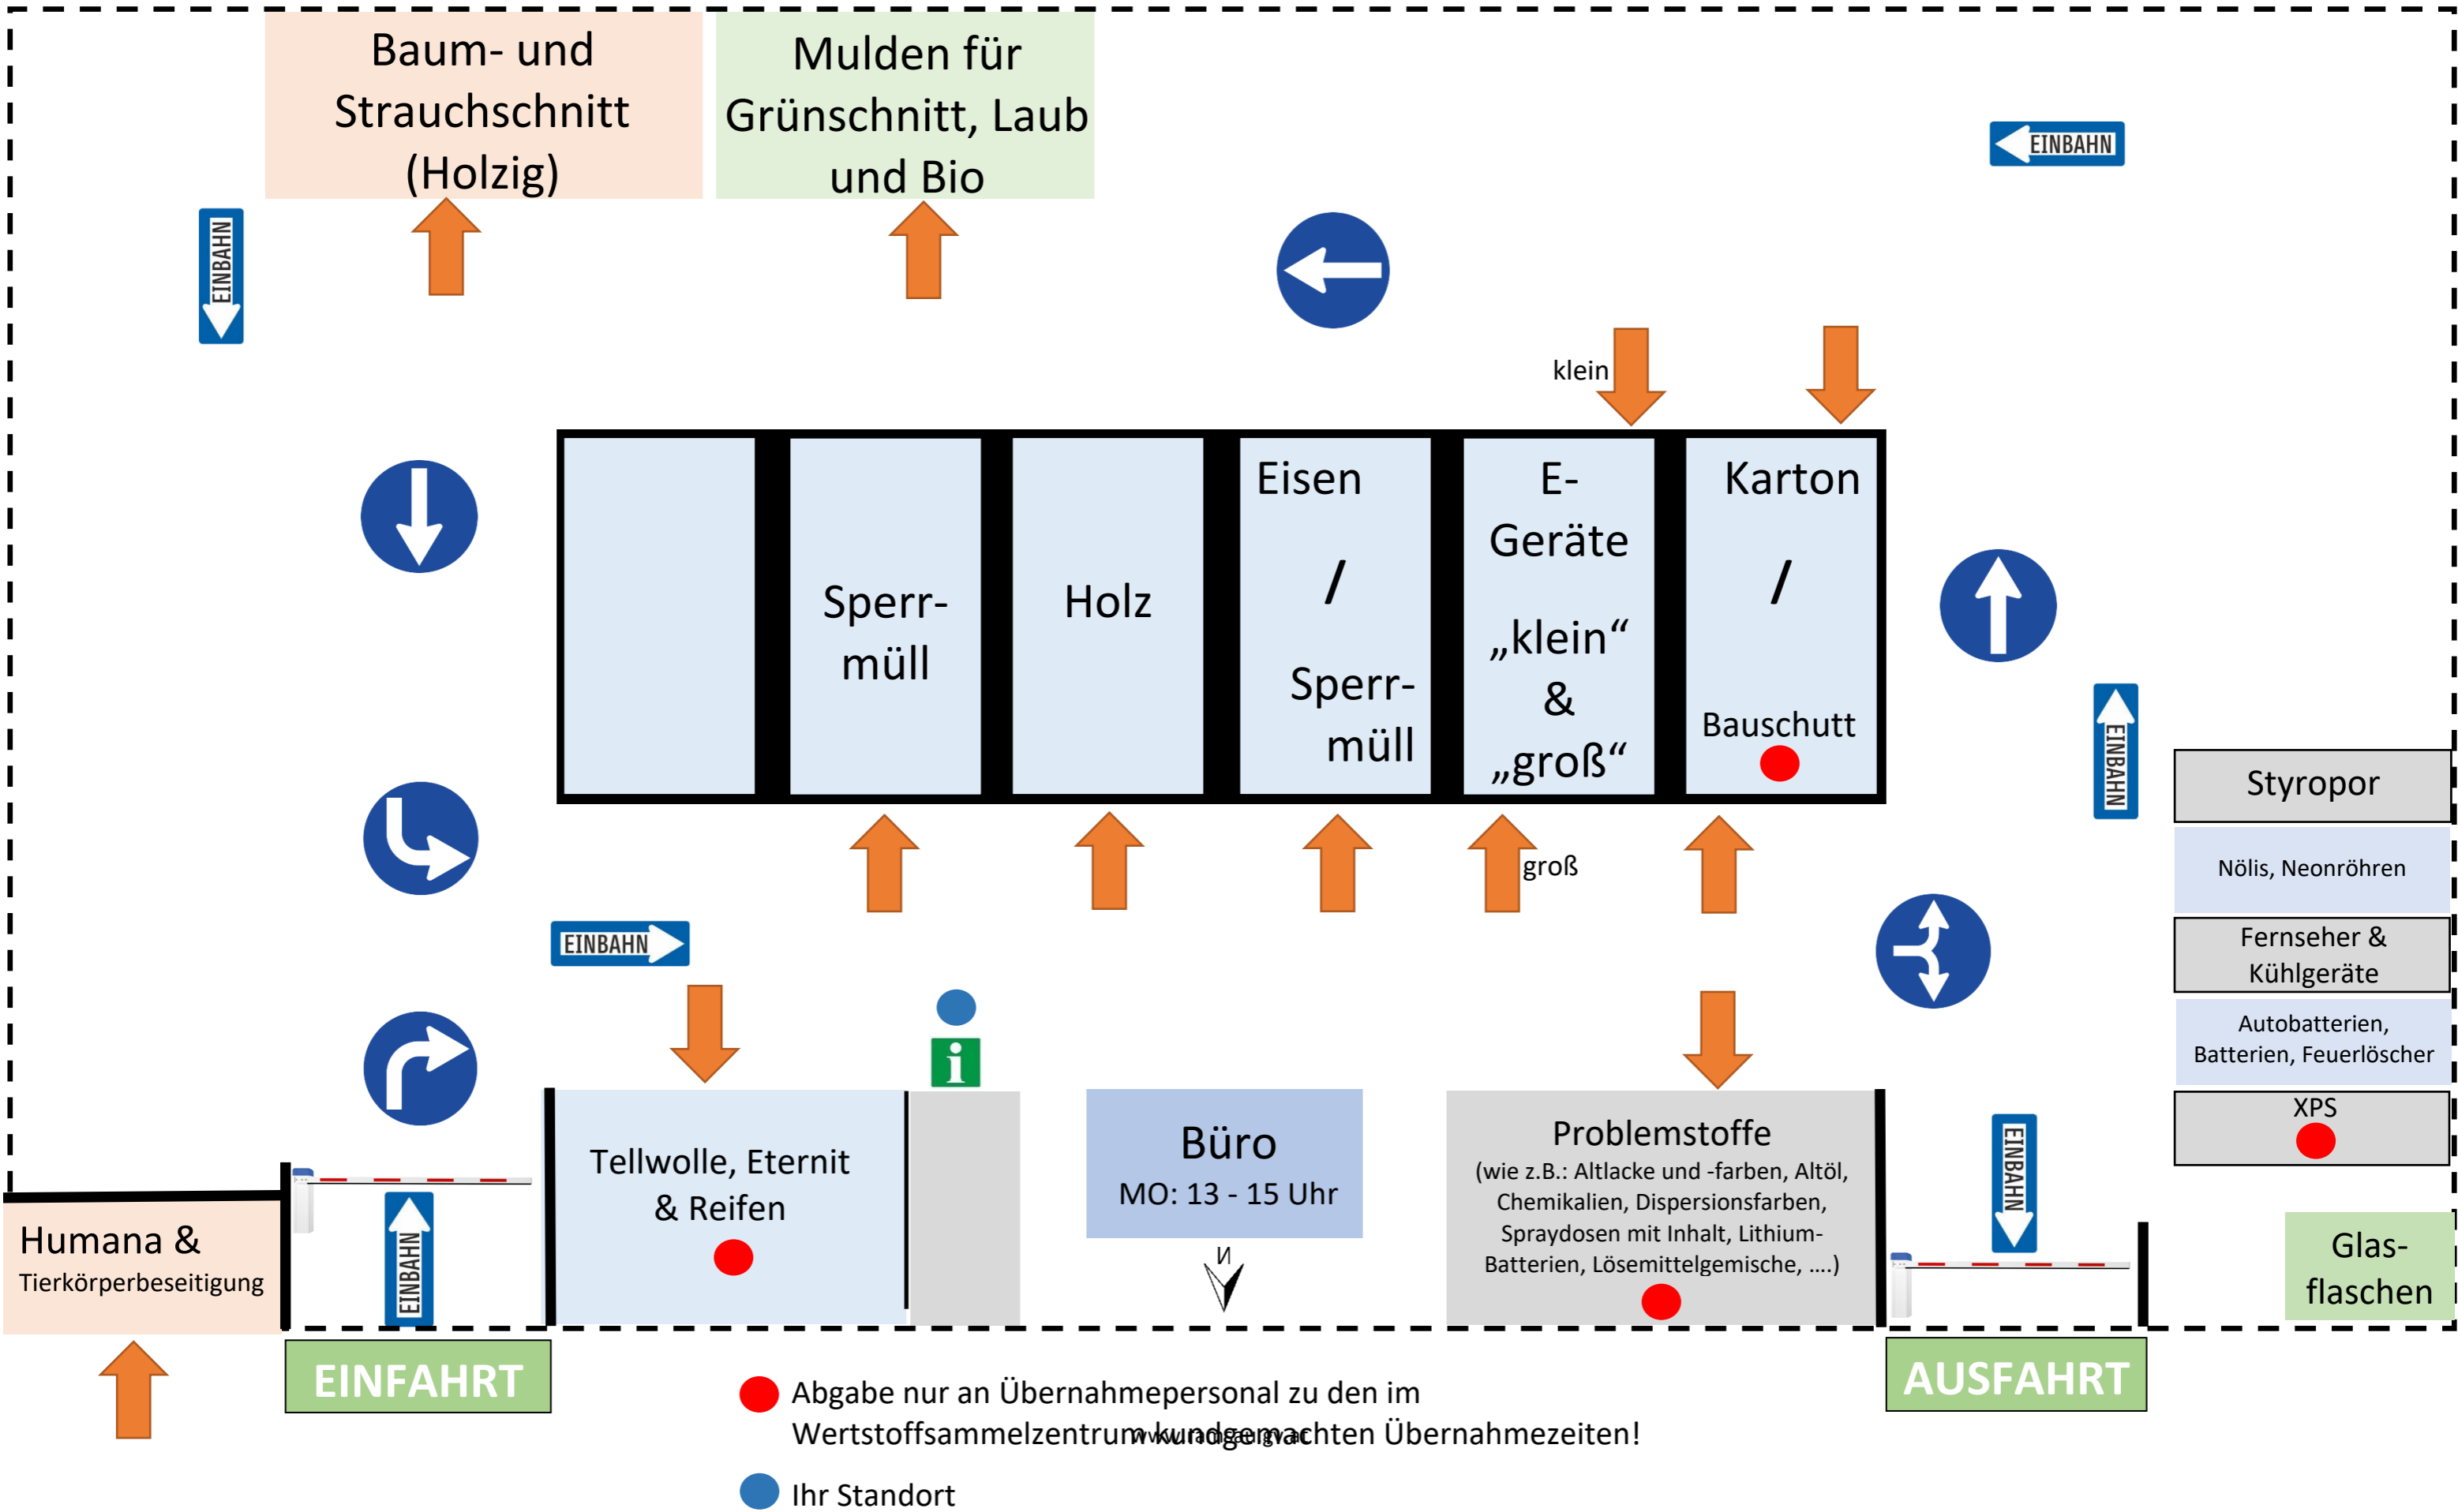 Baum- und
Strauchschnitt
(Holzig)
Mulden für
Grünschnitt, Laub
und Bio
EINBAHN
EINBAHN
klein
Sperr-
müll
Holz
Eisen
/
Sperr-
müll
E-
Geräte
„klein“
&
„groß“
Karton
/
Bauschutt
EINBAHN
groß
EINBAHN
Styropor
Nölis, Neonröhren
Fernseher &
Kühlgeräte
Autobatterien,
Batterien, Feuerlöscher
XPS
i
Humana &
Tierkörperbeseitigung
EINBAHN
Tellwolle, Eternit
& Reifen
Büro
MO: 13 - 15 Uhr
N
Problemstoffe
(wie z.B.: Altlacke und -farben, Altöl,
Chemikalien, Dispersionsfarben,
Spraydosen mit Inhalt, Lithium-
Batterien, Lösemittelgemische, ....)
EINBAHN
Glas-
flaschen
EINFAHRT
AUSFAHRT
Abgabe nur an Übernahmepersonal zu den im
Wertstoffsammelzentrum kundgemachten Übernahmezeiten!
Ihr Standort